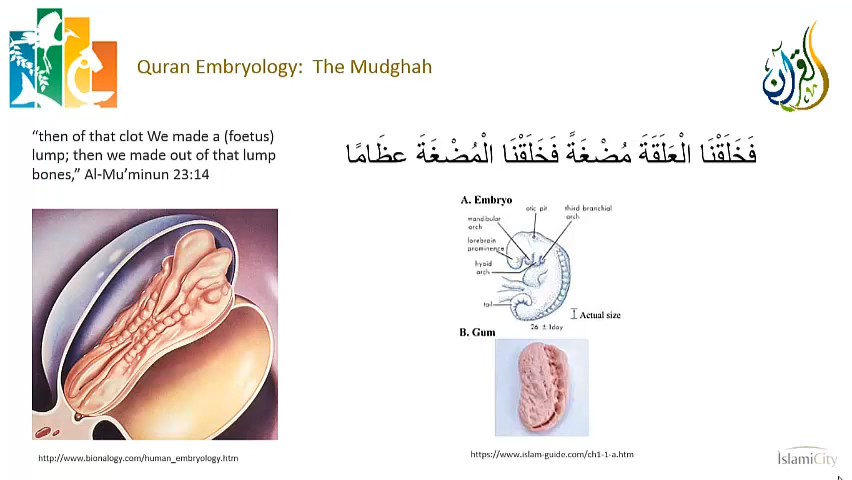 Quran Embryology: The Mudghah
“then of that clot We made a (foetus)
lump; then we made out of that lump
bones,” Al-Mu’minun 23:14
فَخَلَقْنَا الْعَلَقَةَ مُضْغَةً فَخَلَقْنَا الْمُضْغَةَ عِظَامًا
A. Embryo
otic pit
third branchial
arch
mandibular
arch
forebrain
prominence
hyoid
arch
tail
Actual size
26 ± 1day
B. Gum
http://www.bionalogy.com/human_embryology.htm
https://www.islam-guide.com/ch1-1-a.htm
IslamiCity